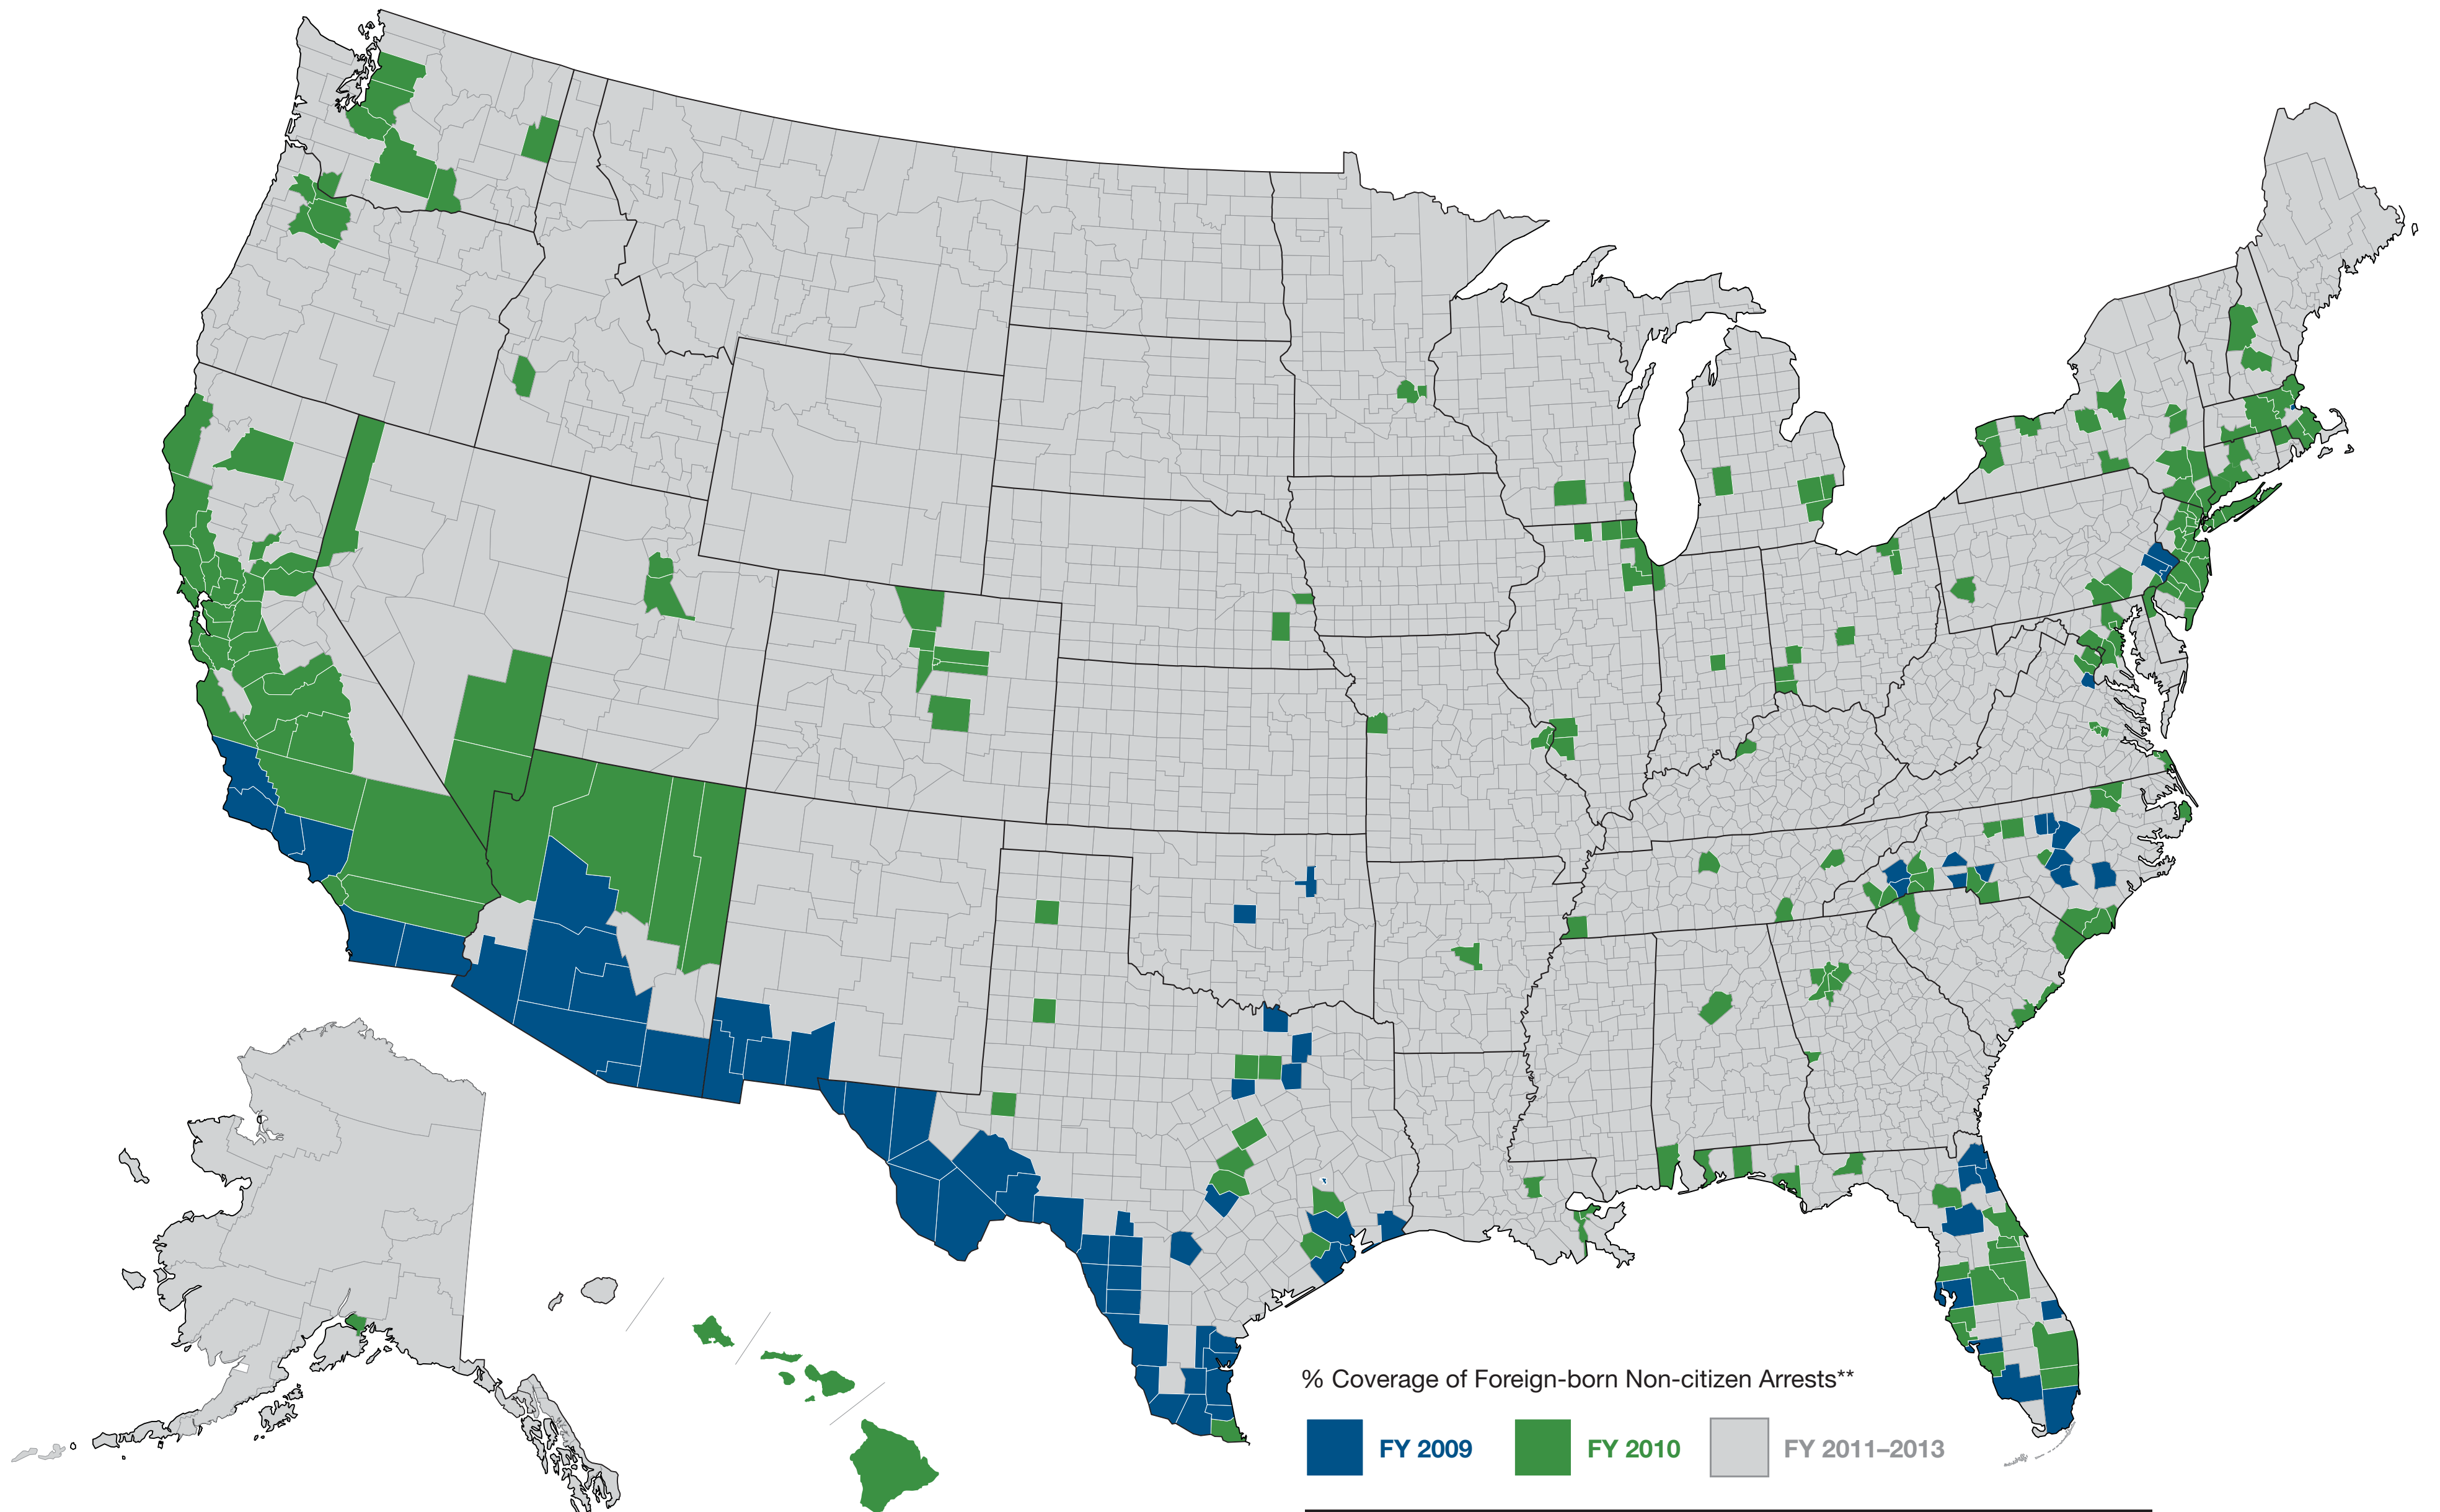 % Coverage of Foreign-born Non-citizen Arrests**
FY 2009 FY 2010 FY 2011–2013